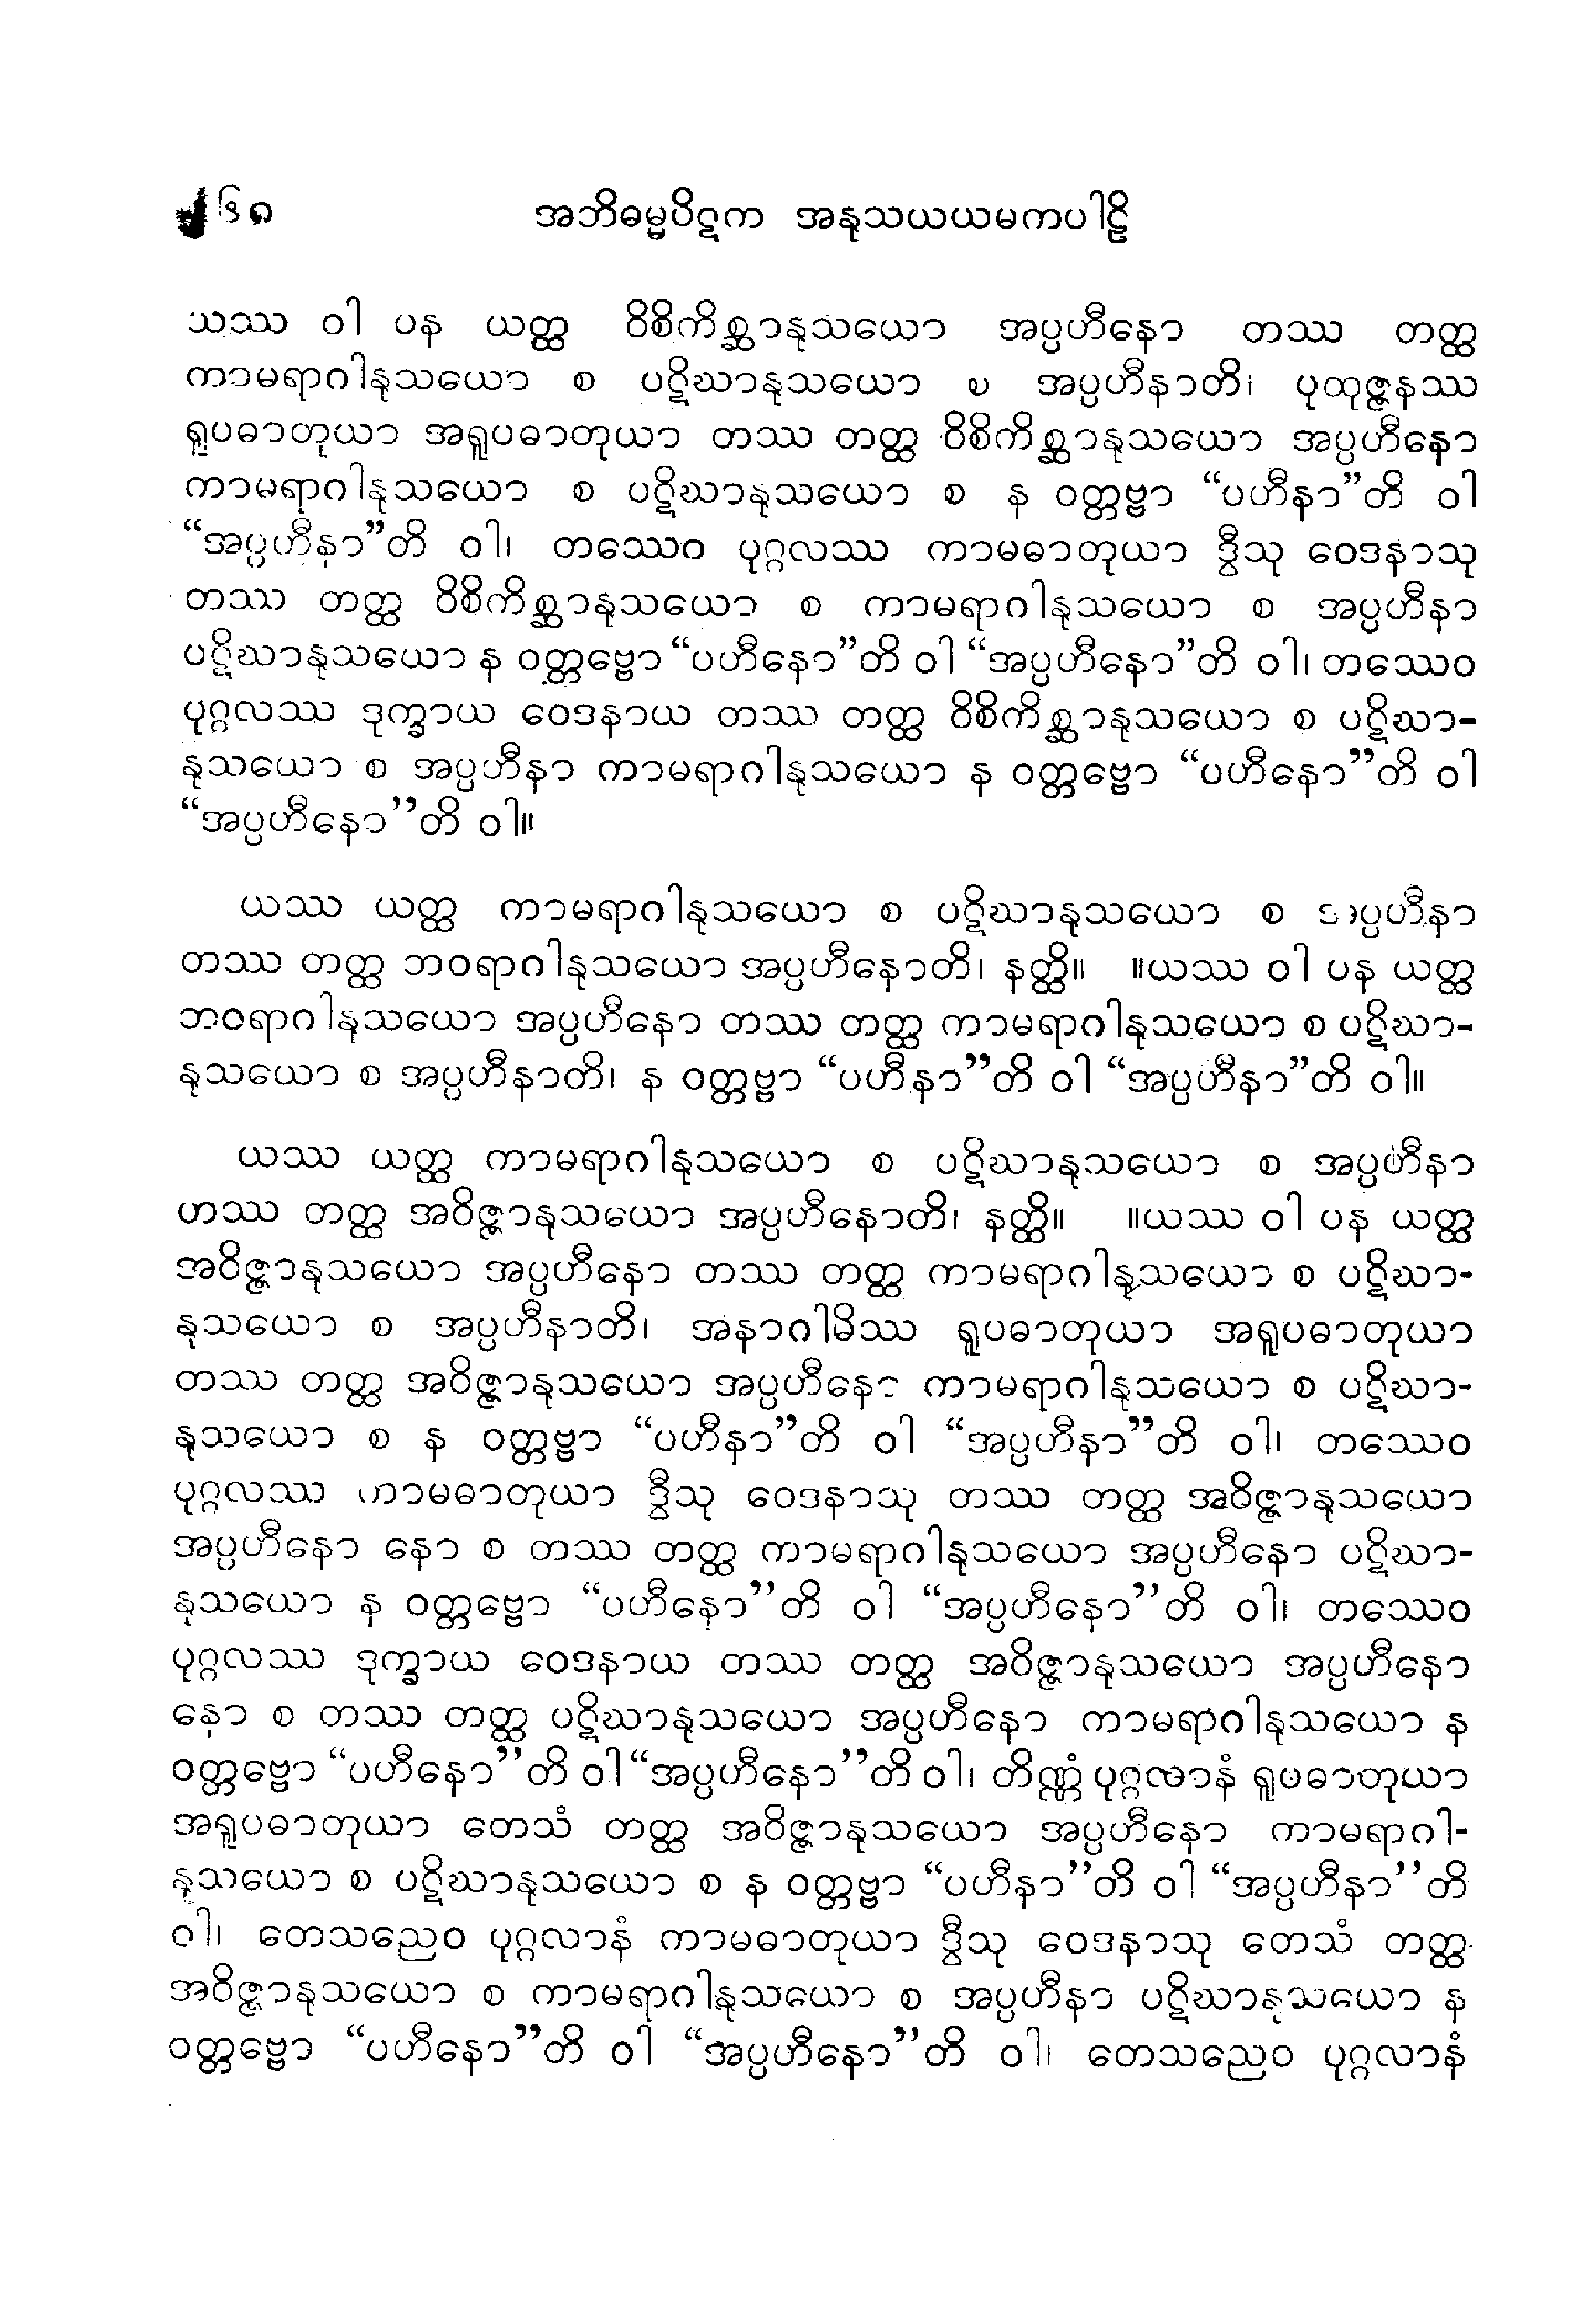 ၆၈ အဘိဓမ္မပိဋက အနုသယယမကပါဠိ
ယဿ ဝါ ပန ယတ္ထ ဝိစိကိစ္ဆာနုသယော အပ္ပဟီနော တဿ တတ္ထ
ကာမရာဂါနုသယော စ ပဋိဃာနုသယော စ အပ္ပဟီနာတိ၊ ပုထုဇ္ဇနဿ
ရူပဓာတုယာ အရူပဓာတုယာ တဿ တတ္ထ ဝိစိကိစ္ဆာနုသယော အပ္ပဟီနော
ကာမရာဂါနုသယော စ ပဋိဃာနုသယော စ န ဝတ္တဗ္ဗာ “ပဟီနာ”တိ ဝါ
“အပ္ပဟီနာ”တိ ဝါ၊ တဿေဝ ပုဂ္ဂလဿ ကာမဓာတုယာ ဒွီသု ဝေဒနာသု
တဿ တတ္ထ ဝိစိကိစ္ဆာနုသယော စ ကာမရာဂါနုသယော စ အပ္ပဟီနာ
ပဋိဃာနုသယော န ဝတ္တဗ္ဗော “ပဟီနော”တိ ဝါ “အပ္ပဟီနော”တိ ဝါ၊ တဿေဝ
ပုဂ္ဂလဿ ဒုက္ခာယ ဝေဒနာယ တဿ တတ္ထ ဝိစိကိစ္ဆာနုသယော စ ပဋိဃာ-
နုသယော စ အပ္ပဟီနာ ကာမရာဂါနုသယော န ဝတ္တဗ္ဗော “ပဟီနော”တိ ဝါ
“အပ္ပဟီနော”တိ ဝါ။
ယဿ ယတ္ထ ကာမရာဂါနုသယော စ ပဋိဃာနုသယော စ အပ္ပဟီနာ
တဿ တတ္ထ ဘဝရာဂါနုသယော အပ္ပဟီနောတိ၊ နတ္ထိ။ ။ယဿ ဝါ ပန ယတ္ထ
ဘဝရာဂါနုသယော အပ္ပဟီနော တဿ တတ္ထ ကာမရာဂါနုသယော စ ပဋိဃာ-
နုသယော စ အပ္ပဟီနာတိ၊ န ဝတ္တဗ္ဗာ “ပဟီနာ”တိ ဝါ “အပ္ပဟီနာ”တိ ဝါ။
ယဿ ယတ္ထ ကာမရာဂါနုသယော စ ပဋိဃာနုသယော စ အပ္ပဟီနာ
တဿ တတ္ထ အဝိဇ္ဇာနုသယော အပ္ပဟီနောတိ၊ နတ္ထိ။ ။ယဿ ဝါ ပန ယတ္ထ
အဝိဇ္ဇာနုသယော အပ္ပဟီနော တဿ တတ္ထ ကာမရာဂါနုသယော စ ပဋိဃာ-
နုသယော စ အပ္ပဟီနာတိ၊ အနာဂါမိဿ ရူပဓာတုယာ အရူပဓာတုယာ
တဿ တတ္ထ အဝိဇ္ဇာနုသယော အပ္ပဟီနော ကာမရာဂါနုသယော စ ပဋိဃာ-
နုသယော စ န ဝတ္တဗ္ဗာ “ပဟီနာ”တိ ဝါ “အပ္ပဟီနာ”တိ ဝါ၊ တဿေဝ
ပုဂ္ဂလဿ ကာမဓာတုယာ ဒွီသု ဝေဒနာသု တဿ တတ္ထ အဝိဇ္ဇာနုသယော
အပ္ပဟီနော နော စ တဿ တတ္ထ ကာမရာဂါနုသယော အပ္ပဟီနော ပဋိဃာ-
နုသယော န ဝတ္တဗ္ဗော “ပဟီနော”တိ ဝါ “အပ္ပဟီနော”တိ ဝါ၊ တဿေဝ
ပုဂ္ဂလဿ ဒုက္ခာယ ဝေဒနာယ တဿ တတ္ထ အဝိဇ္ဇာနုသယော အပ္ပဟီနော
နော စ တဿ တတ္ထ ပဋိဃာနုသယော အပ္ပဟီနော ကာမရာဂါနုသယော န
ဝတ္တဗ္ဗော “ပဟီနော”တိ ဝါ “အပ္ပဟီနော”တိ ဝါ၊ တိဏ္ဏံ ပုဂ္ဂလာနံ ရူပဓာတုယာ
အရူပဓာတုယာ တေသံ တတ္ထ အဝိဇ္ဇာနုသယော အပ္ပဟီနော ကာမရာဂါ-
နုသယော စ ပဋိဃာနုသယော စ န ဝတ္တဗ္ဗာ “ပဟီနာ”တိ ဝါ “အပ္ပဟီနာ”တိ
ဝါ၊ တေသညေဝ ပုဂ္ဂလာနံ ကာမဓာတုယာ ဒွီသု ဝေဒနာသု တေသံ တတ္ထ
အဝိဇ္ဇာနုသယော စ ကာမရာဂါနုသယော စ အပ္ပဟီနာ ပဋိဃာနုသယော န
ဝတ္တဗ္ဗော “ပဟီနော”တိ ဝါ “အပ္ပဟီနော”တိ ဝါ၊ တေသညေဝ ပုဂ္ဂလာနံ